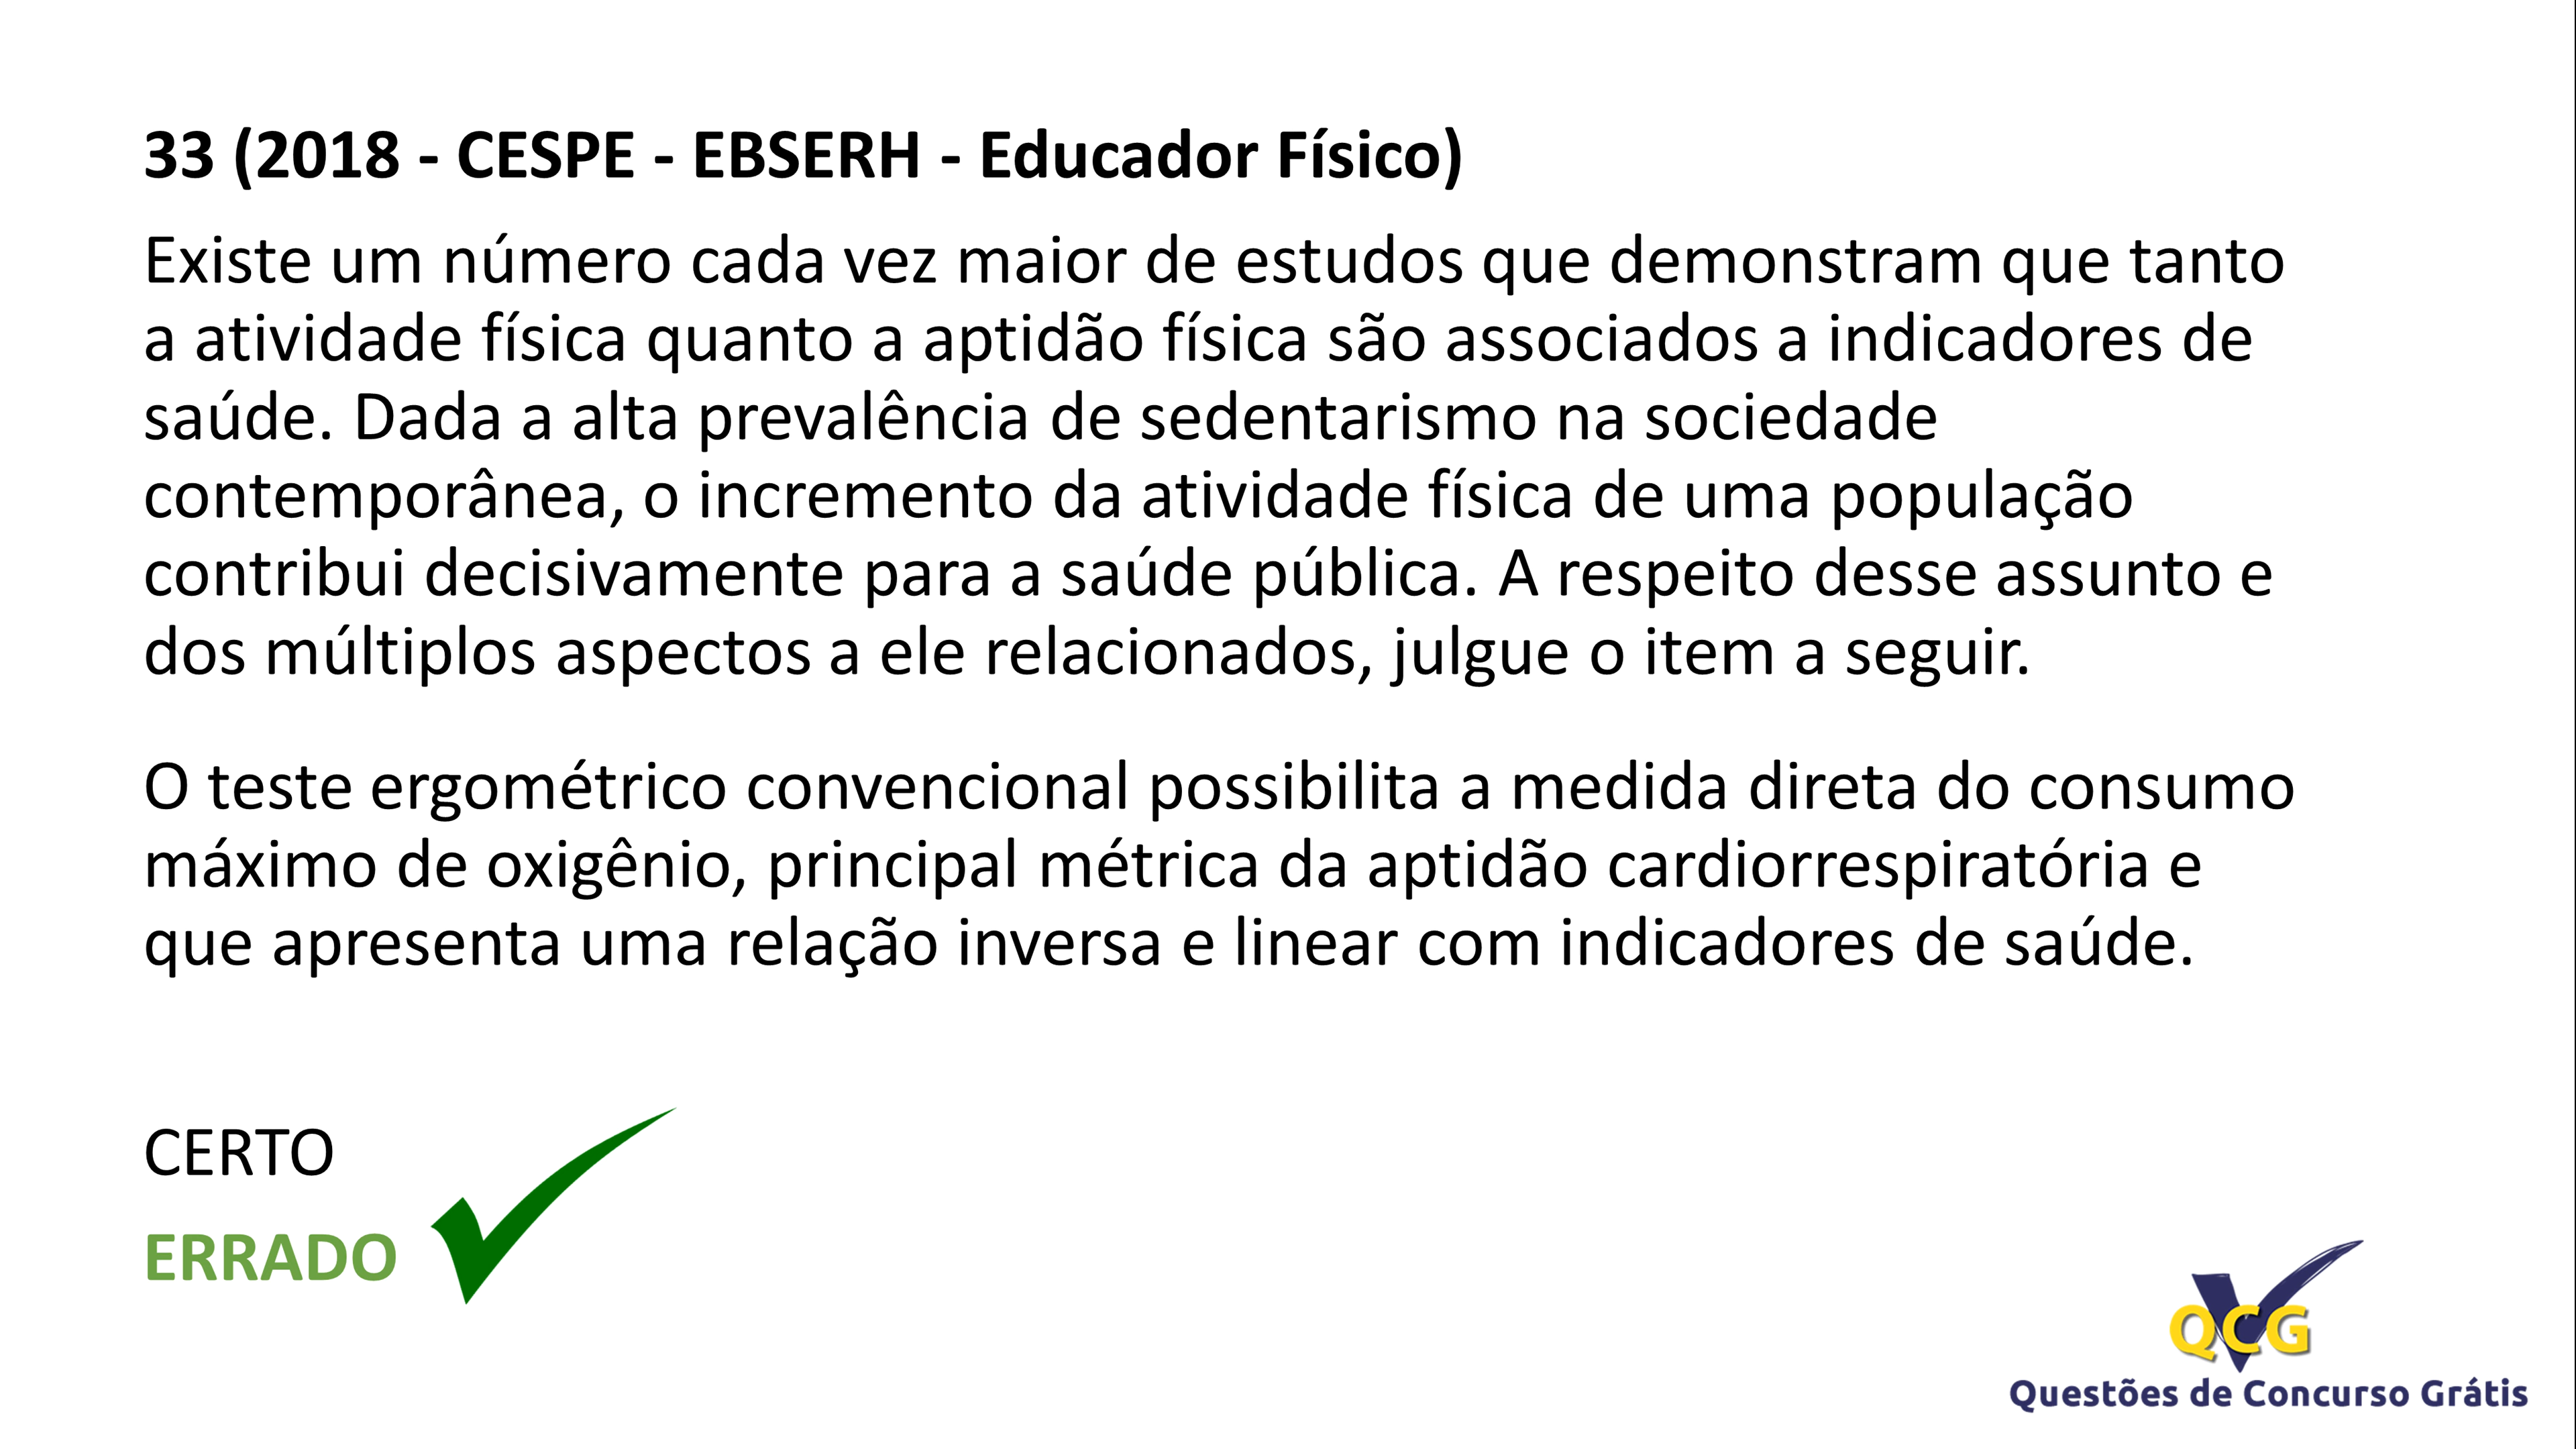 33 (2018 - CESPE - EBSERH - Educador Físico)
Existe um número cada vez maior de estudos que demonstram que tanto
a atividade física quanto a aptidão física são associados a indicadores de
saúde. Dada a alta prevalência de sedentarismo na sociedade
contemporânea, o incremento da atividade física de uma população
contribui decisivamente para a saúde pública. A respeito desse assunto e
dos múltiplos aspectos a ele relacionados, julgue o item a seguir.
O teste ergométrico convencional possibilita a medida direta do consumo
máximo de oxigênio, principal métrica da aptidão cardiorrespiratória e
que apresenta uma relação inversa e linear com indicadores de saúde.
CERTO
ERRADO
QCG
Questões de Concurso Grátis